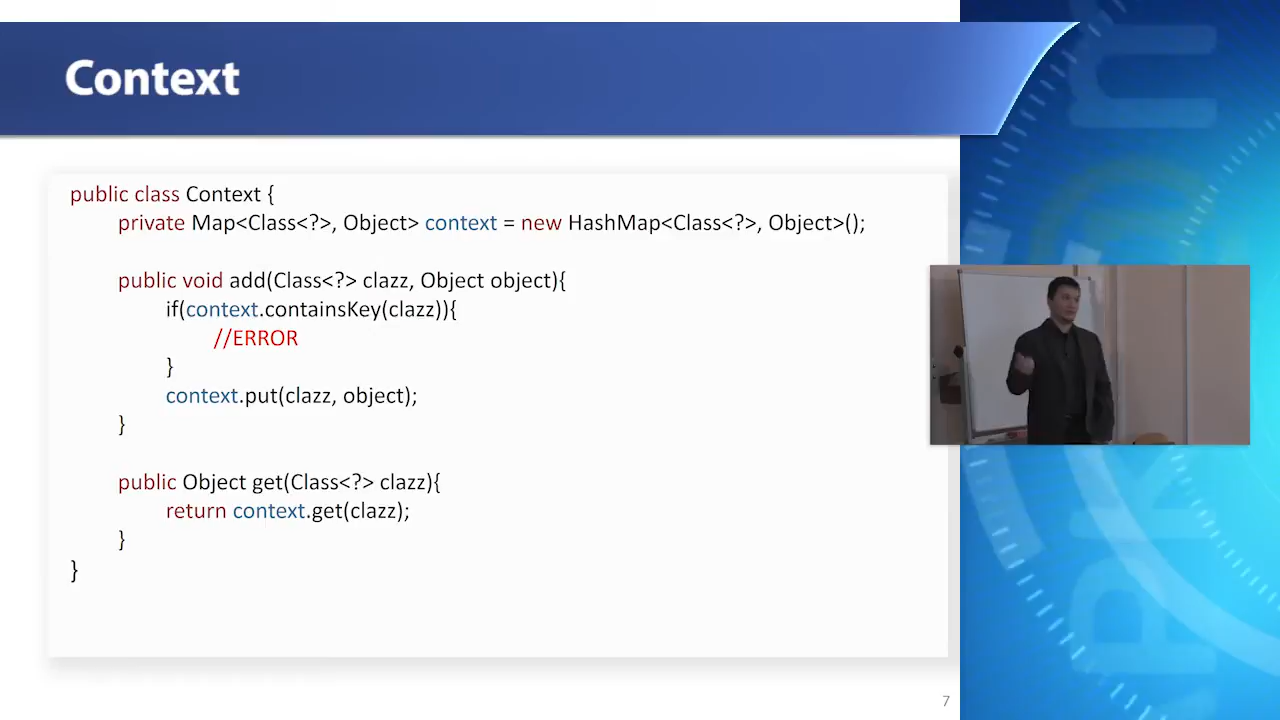 Context
public class Context {
private Map<Class<?>, Object> context = new HashMap<Class<?>, Object>();
public void add(Class<?> clazz, Object object){
if(context.containsKey(clazz)){
//ERROR
}
context.put(clazz, object);
}
public Object get(Class<?> clazz){
return context.get(clazz);
}
}
7